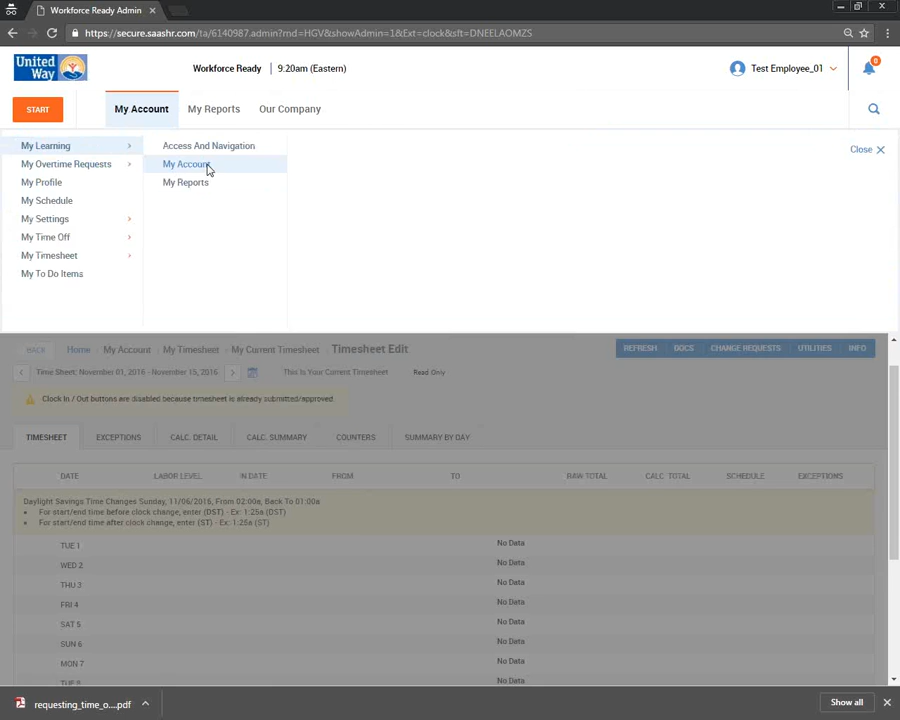 Workforce Ready Admin
https://secure.saashr.com/ta/6140987.admin?rnd=HGV&showAdmin=1&Ext=clock&sft=DNEELAOMZS
United Way
Workforce Ready
9:20am (Eastern)
Test Employee_01
0
START
My Account
My Reports
Our Company
My Learning
My Overtime Requests
My Profile
My Schedule
My Settings
My Time Off
My Timesheet
My To Do Items
Access And Navigation
My Account
My Reports
Close
BACK
Home
My Account
My Timesheet
My Current Timesheet
Timesheet Edit
REFRESH
DOCS
CHANGE REQUESTS
UTILITIES
INFO
Time Sheet: November 01, 2016 - November 15, 2016
This Is Your Current Timesheet
Read Only
Clock In / Out buttons are disabled because timesheet is already submitted/approved.
TIMESHEET
EXCEPTIONS
CALC. DETAIL
CALC. SUMMARY
COUNTERS
SUMMARY BY DAY
DATE
LABOR LEVEL
IN DATE
FROM
TO
RAW TOTAL
CALC. TOTAL
SCHEDULE
EXCEPTIONS
Daylight Savings Time Changes Sunday, 11/06/2016, From 02:00a, Back To 01:00a
For start/end time before clock change, enter (DST) - Ex: 1:25a (DST)
For start/end time after clock change, enter (ST) - Ex: 1:25a (ST)
TUE 1 No Data
WED 2 No Data
THU 3 No Data
FRI 4 No Data
SAT 5 No Data
SUN 6 No Data
MON 7 No Data
TUE 8 No Data
requesting_time_o....pdf
Show all